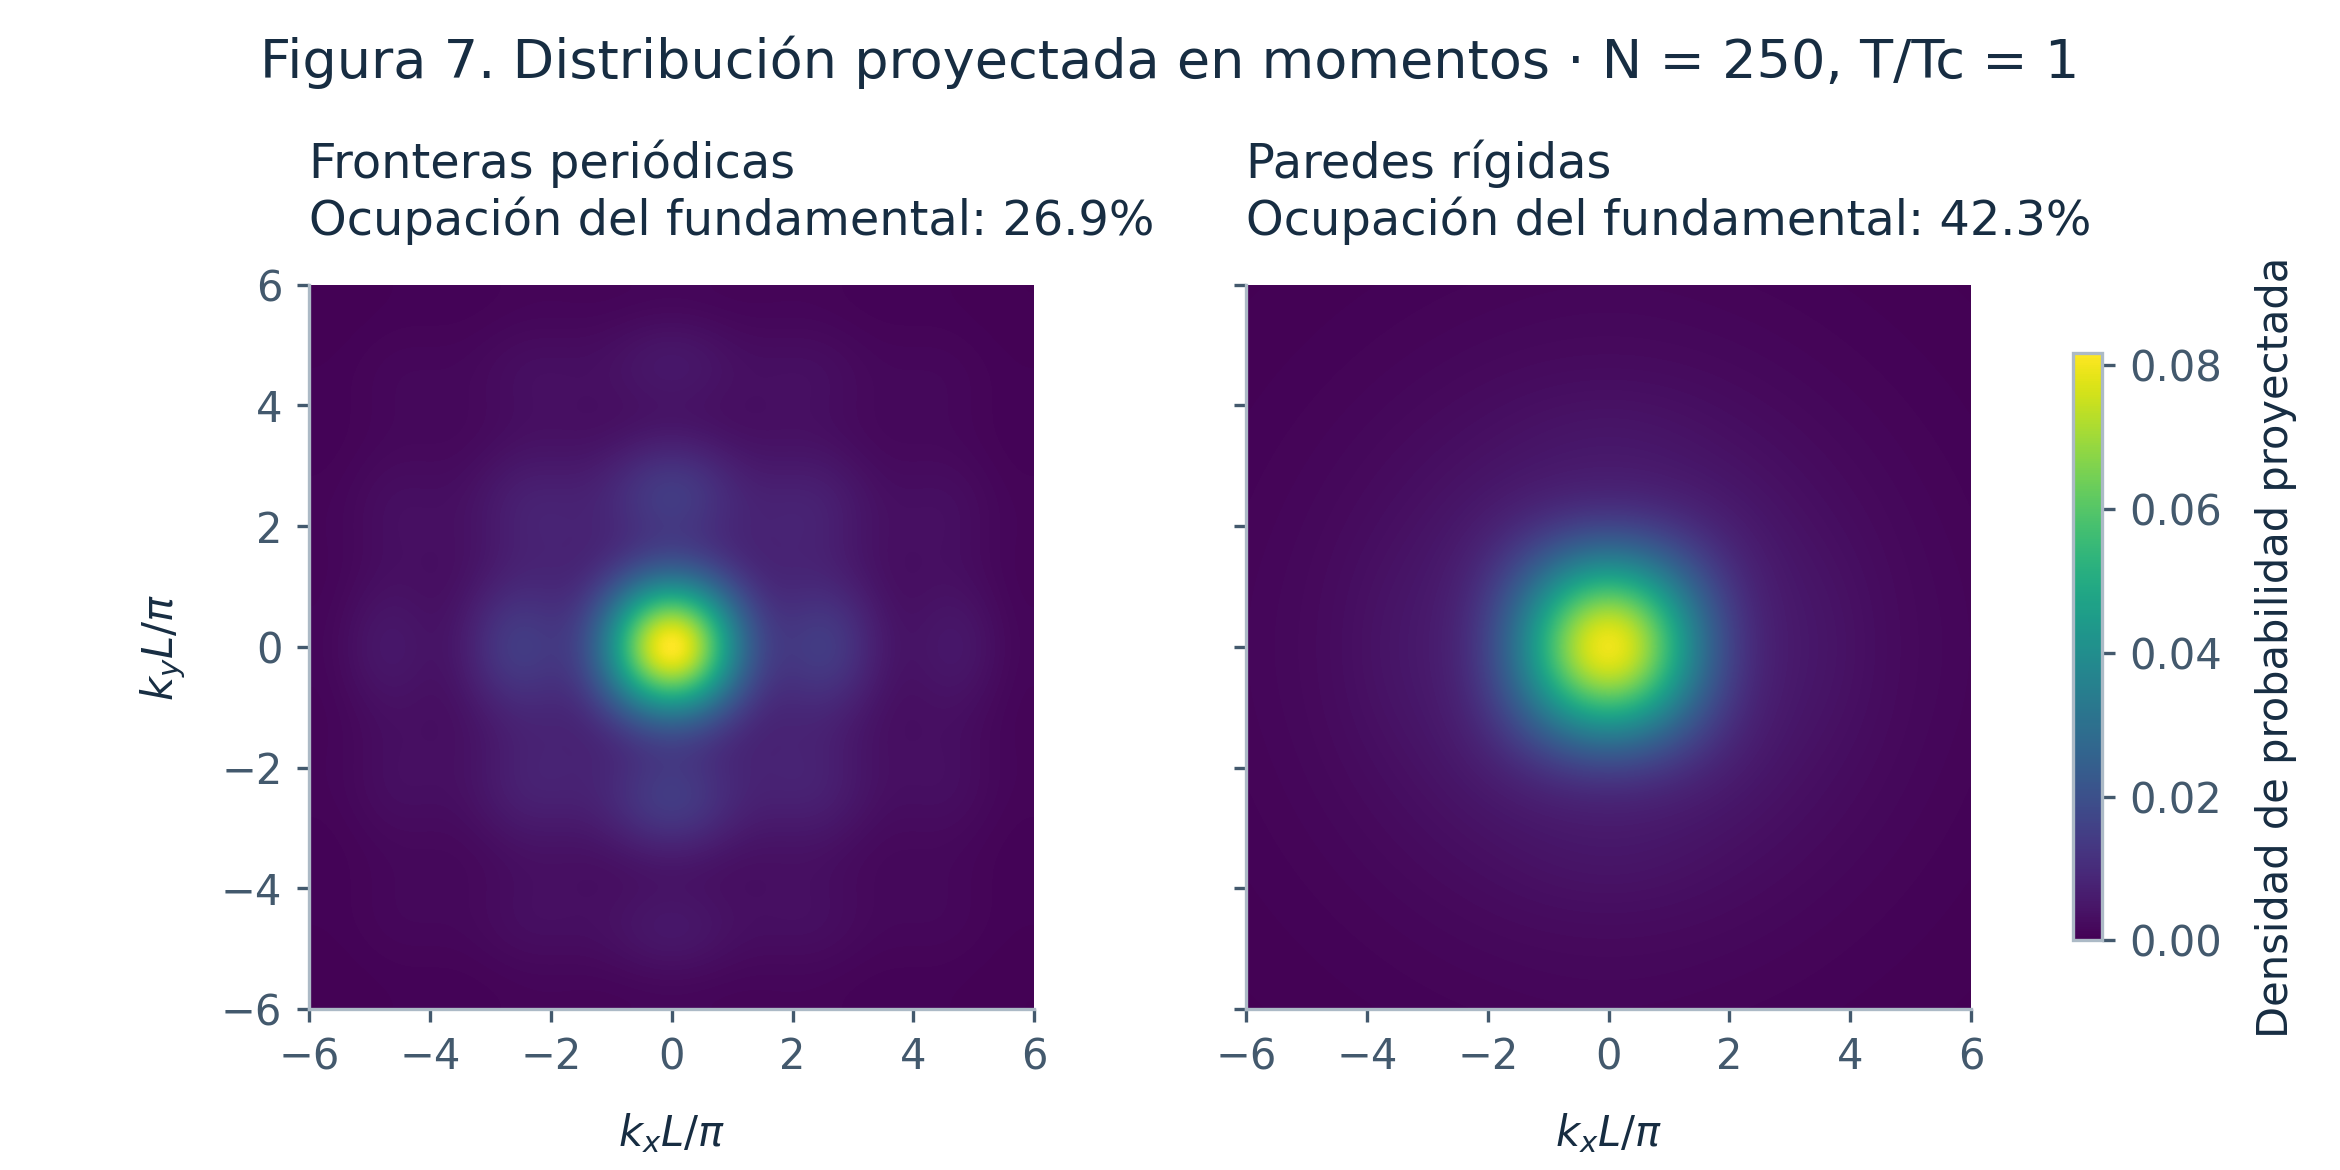 Figura 7. Distribución proyectada en momentos · N = 250, T/Tc = 1
Fronteras periódicas
Ocupación del fundamental: 26.9%
Paredes rígidas
Ocupación del fundamental: 42.3%
6
4
2
0
−2
−4
−6
k_yL/π
−6 −4 −2 0 2 4 6
k_xL/π
−6 −4 −2 0 2 4 6
k_xL/π
0.08
0.06
0.04
0.02
0.00
Densidad de probabilidad proyectada